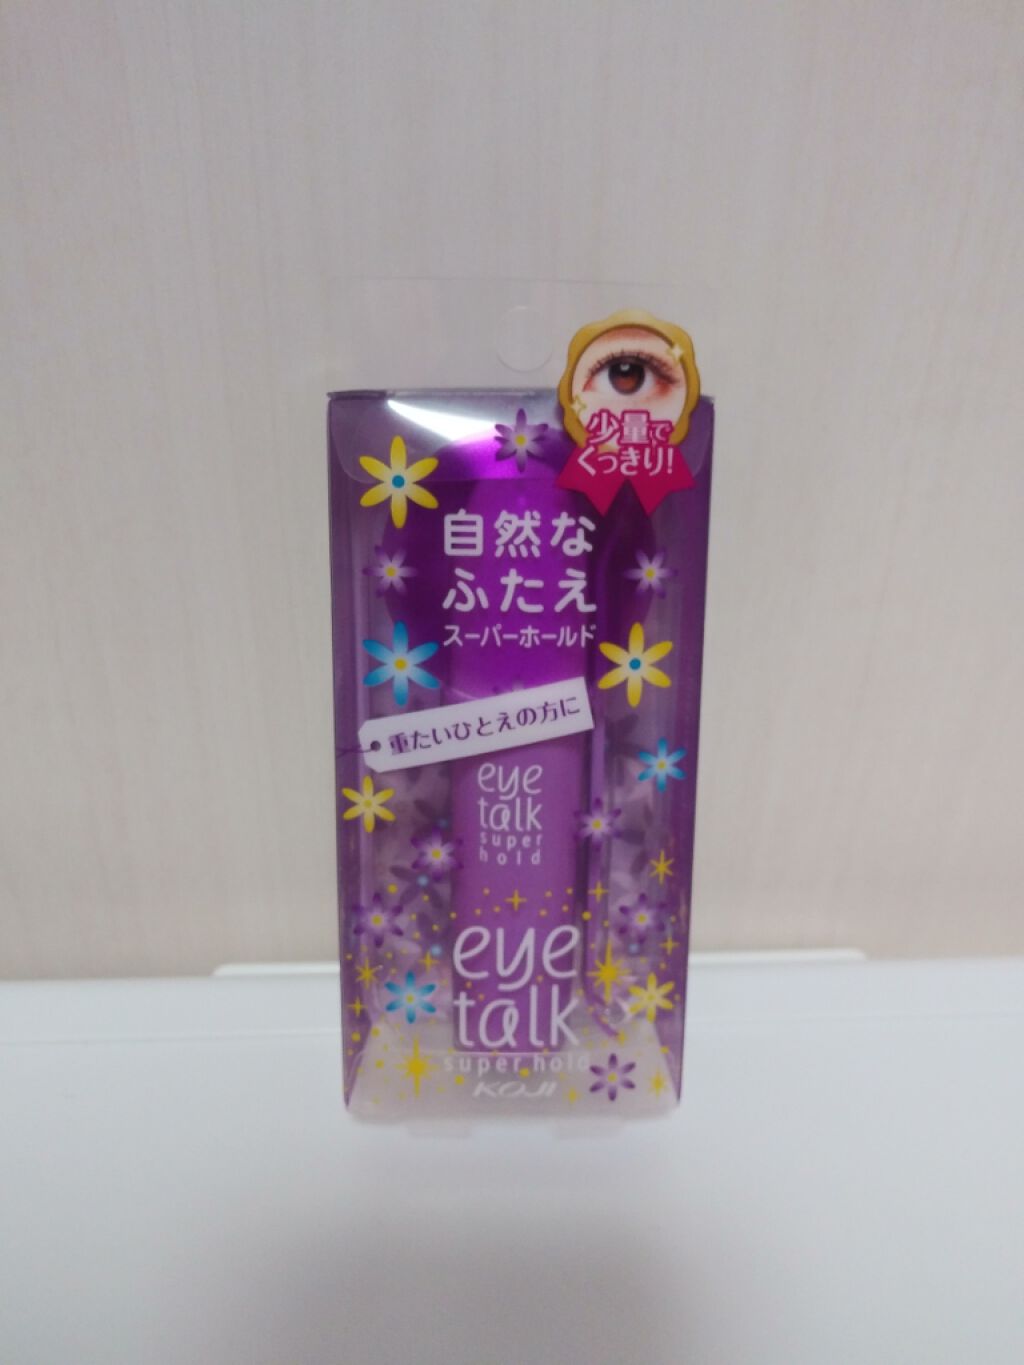 少量で
くっきり!
自然な
ふたえ
スーパーホールド
重たいひとえの方に
eye
talk
super
hold
eye
talk
super hold
KOJI